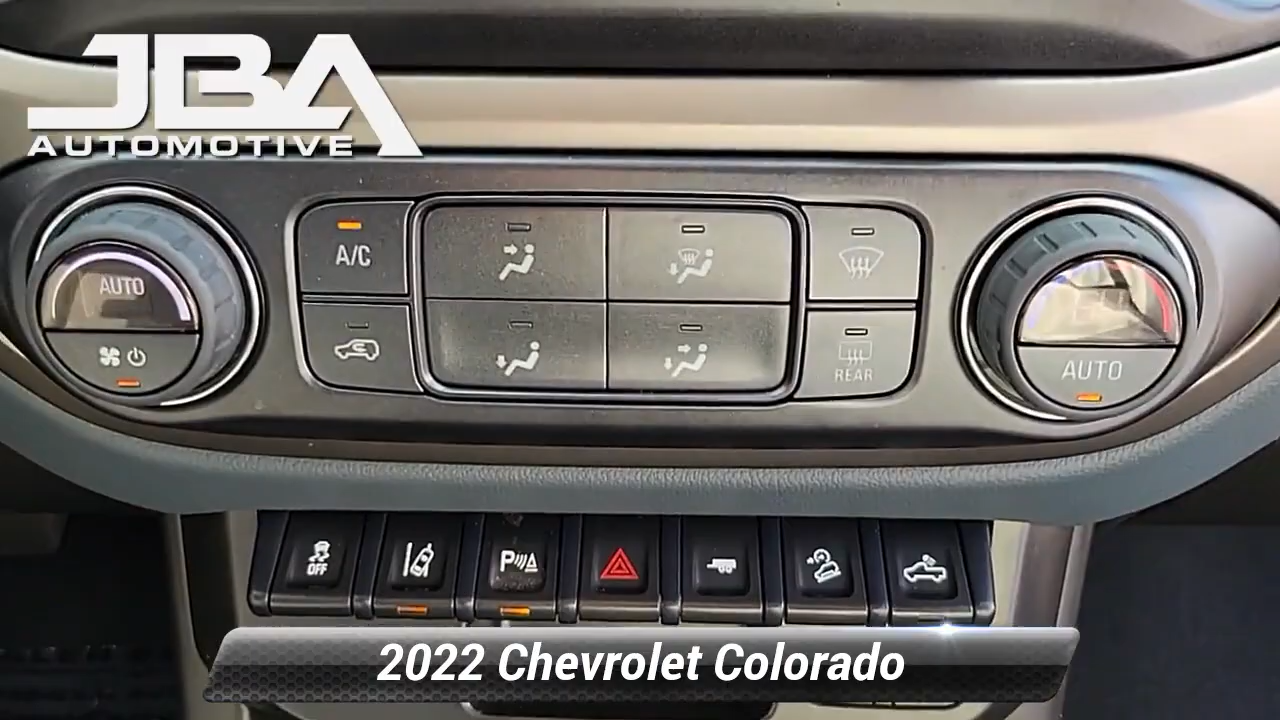 JBA
AUTOMOTIVE
A/C
AUTO
REAR
AUTO
OFF
P
2022 Chevrolet Colorado